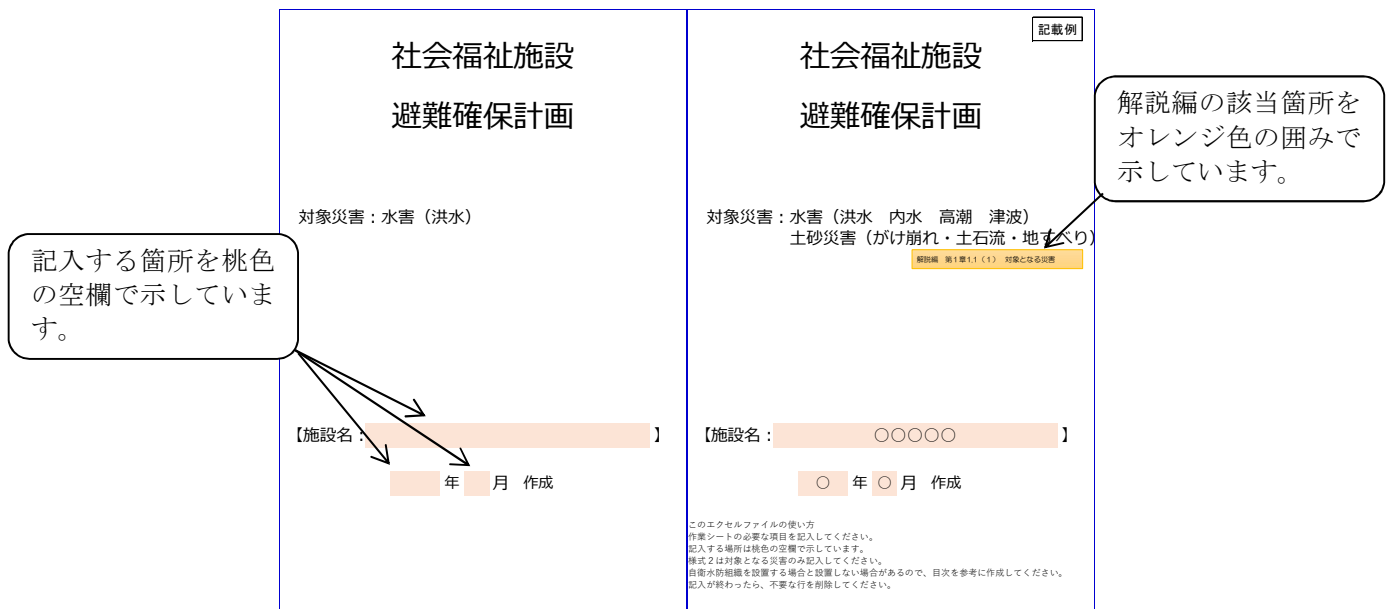 記入する箇所を桃色
の空欄で示していま
す。
社会福祉施設
避難確保計画
対象災害：水害（洪水）
【施設名： 】
年 月 作成
記載例
社会福祉施設
避難確保計画
対象災害：水害（洪水 内水 高潮 津波）
土砂災害（がけ崩れ・土石流・地すべり）
解説編 第１章1.1（１） 対象となる災害
【施設名： ○○○○○ 】
○ 年 ○ 月 作成
このエクセルファイルの使い方
作業シートの必要な項目を記入してください。
記入する場所は桃色の空欄で示しています。
様式２は対象となる災害のみ記入してください。
自衛水防組織を設置する場合と設置しない場合があるので、目次を参考に作成してください。
記入が終わったら、不要な行を削除してください。
解説編の該当箇所を
オレンジ色の囲みで
示しています。